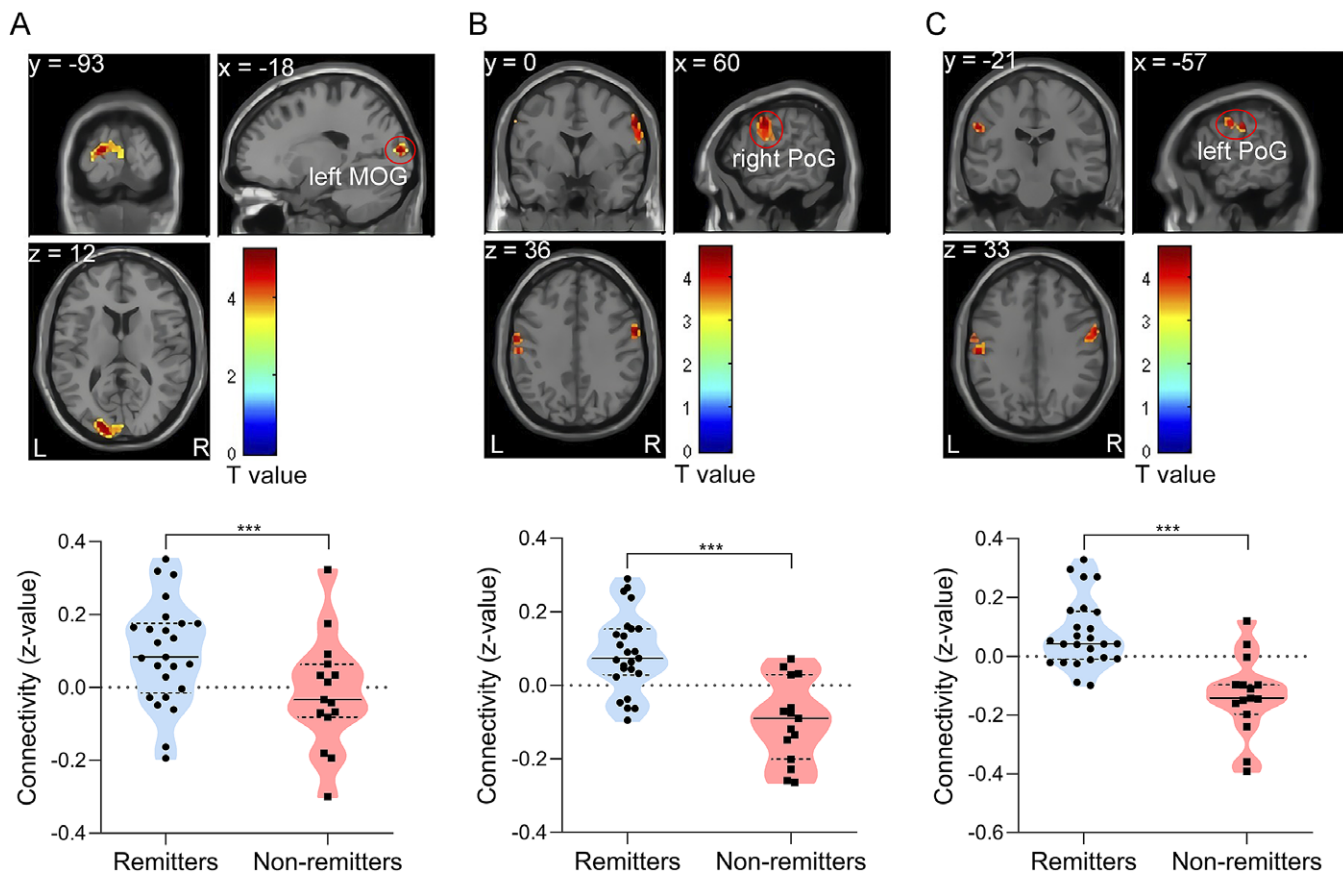 A
y = -93
x = -18
left MOG
z = 12
L
R
4
2
0
T value
***
Connectivity (z-value)
0.4
0.2
0.0
-0.2
-0.4
Remitters
Non-remitters
B
y = 0
x = 60
right PoG
z = 36
4
3
2
1
0
T value
***
Connectivity (z-value)
0.4
0.2
0.0
-0.2
-0.4
Remitters
Non-remitters
C
y = -21
x = -57
left PoG
z = 33
L
R
4
3
2
1
0
T value
***
Connectivity (z-value)
0.4
0.2
0.0
-0.2
-0.4
-0.6
Remitters
Non-remitters